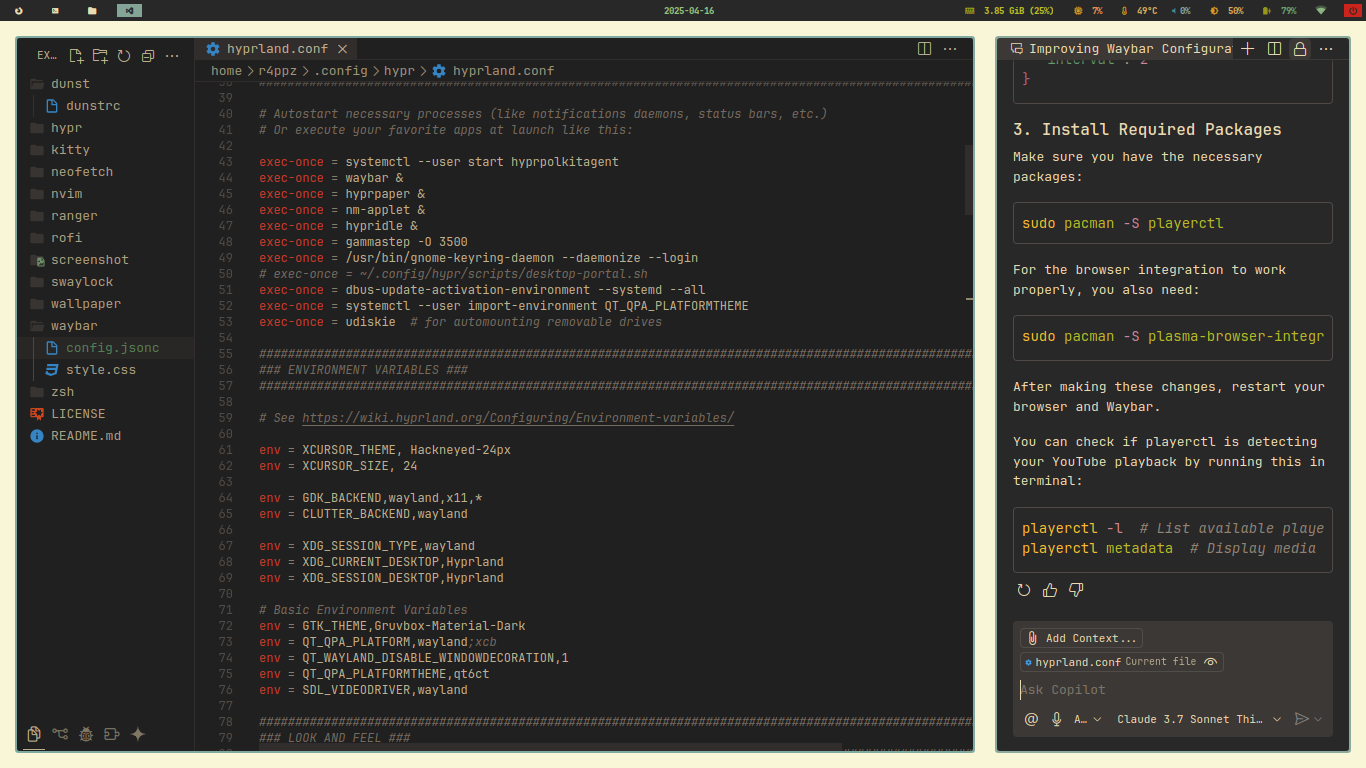 2025-04-16
3.85 GiB (25%)
7%
49°C
0%
50%
79%
EX…
dunst
dunstrc
hypr
kitty
neofetch
nvim
ranger
rofi
screenshot
swaylock
wallpaper
waybar
config.jsonc
style.css
zsh
LICENSE
README.md
hyprland.conf
home > r4ppz > .config > hypr > hyprland.conf
39
40 # Autostart necessary processes (like notifications daemons, status bars, etc.)
41 # Or execute your favorite apps at launch like this:
42
43 exec-once = systemctl --user start hyprpolkitagent
44 exec-once = waybar &
45 exec-once = hyprpaper &
46 exec-once = nm-applet &
47 exec-once = hypridle &
48 exec-once = gammastep -O 3500
49 exec-once = /usr/bin/gnome-keyring-daemon --daemonize --login
50 # exec-once = ~/.config/hypr/scripts/desktop-portal.sh
51 exec-once = dbus-update-activation-environment --systemd --all
52 exec-once = systemctl --user import-environment QT_QPA_PLATFORMTHEME
53 exec-once = udiskie  # for automounting removable drives
54
55 ###################################################################################################
56 ### ENVIRONMENT VARIABLES ###
57 ###################################################################################################
58
59 # See https://wiki.hyprland.org/Configuring/Environment-variables/
60
61 env = XCURSOR_THEME, Hackneyed-24px
62 env = XCURSOR_SIZE, 24
63
64 env = GDK_BACKEND,wayland,x11,*
65 env = CLUTTER_BACKEND,wayland
66
67 env = XDG_SESSION_TYPE,wayland
68 env = XDG_CURRENT_DESKTOP,Hyprland
69 env = XDG_SESSION_DESKTOP,Hyprland
70
71 # Basic Environment Variables
72 env = GTK_THEME,Gruvbox-Material-Dark
73 env = QT_QPA_PLATFORM,wayland;xcb
74 env = QT_WAYLAND_DISABLE_WINDOWDECORATION,1
75 env = QT_QPA_PLATFORMTHEME,qt6ct
76 env = SDL_VIDEODRIVER,wayland
77
78 ###################################################################################################
79 ### LOOK AND FEEL ###
Improving Waybar Configura
}
3. Install Required Packages
Make sure you have the necessary
packages:
sudo pacman -S playerctl
For the browser integration to work
properly, you also need:
sudo pacman -S plasma-browser-integr
After making these changes, restart your
browser and Waybar.
You can check if playerctl is detecting
your YouTube playback by running this in
terminal:
playerctl -l  # List available playe
playerctl metadata  # Display media
Add Context...
hyprland.conf Current file
Ask Copilot
@ A… Claude 3.7 Sonnet Thi…